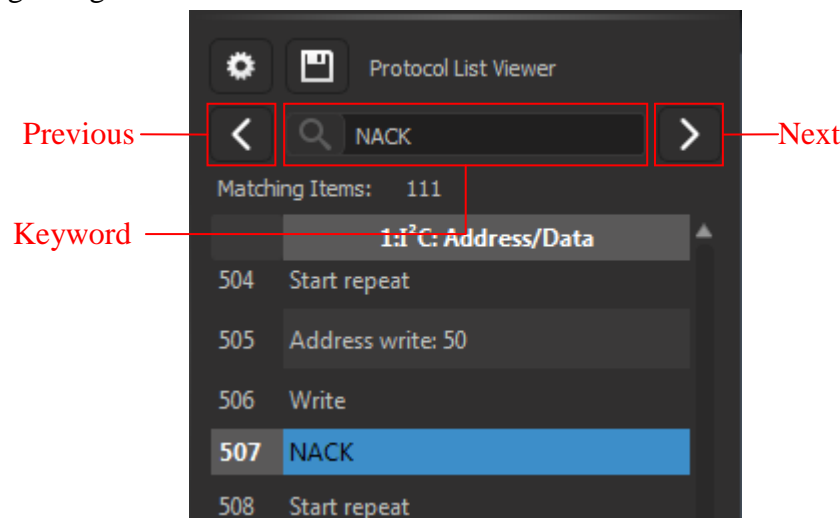 Protocol List Viewer
Previous
NACK
Next
Matching Items: 111
Keyword
1:I²C: Address/Data
504 Start repeat
505 Address write: 50
506 Write
507 NACK
508 Start repeat